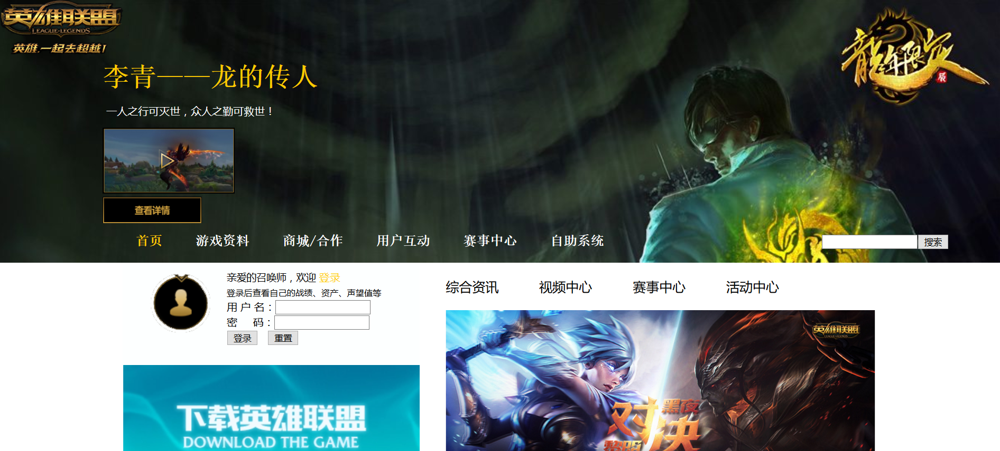 英雄联盟
LEAGUE-LEGENDS
英雄,一起去超越!
龍年限定
李青——龙的传人
一人之行可灭世，众人之勤可救世！
查看详情
首页 游戏资料 商城/合作 用户互动 赛事中心 自助系统 搜索
亲爱的召唤师，欢迎 登录
登录后查看自己的战绩、资产、声望值等
用 户 名：
密 码：
登录 重置
综合资讯 视频中心 赛事中心 活动中心
下载英雄联盟
DOWNLOAD THE GAME
英雄联盟
黑夜
对决
黎明